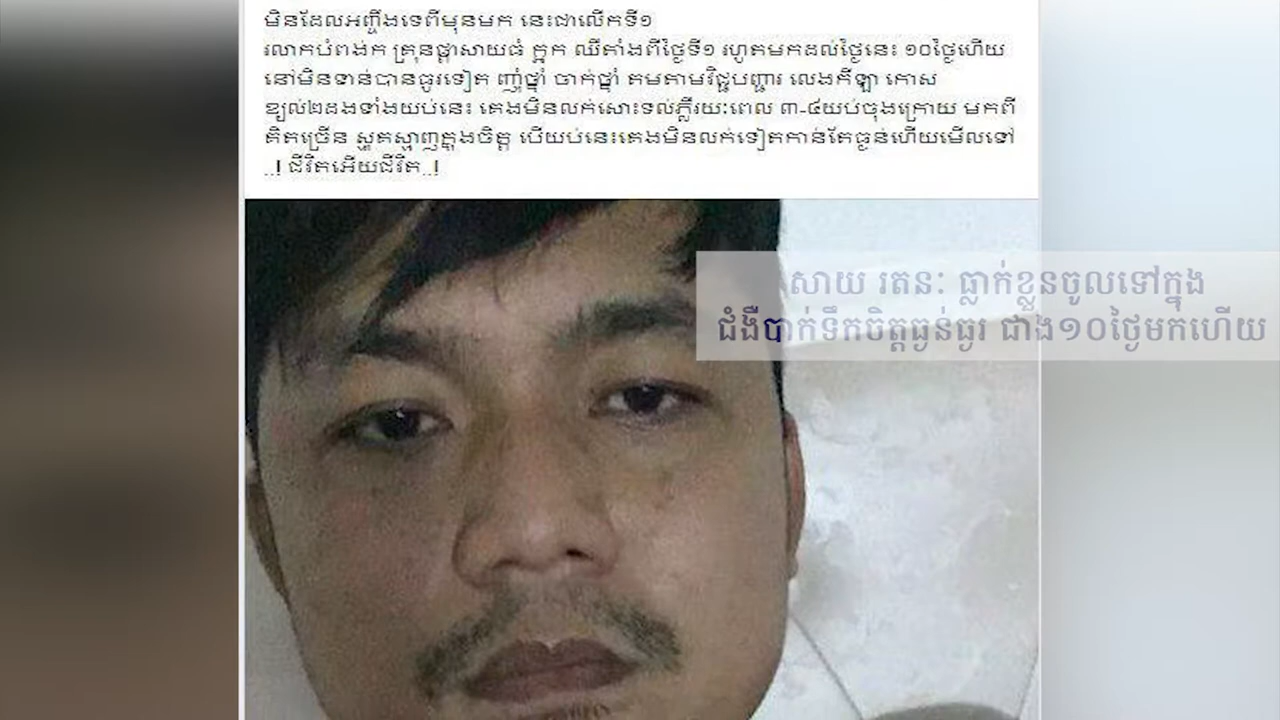 មិនដែលអញ្ចឹងទេពីមុនមក នេះជាលើកទី១
រលាកបំពង់ក គ្រុនផ្ដាសាយធំ ក្អក ឈឺតាំងពីថ្ងៃទី១ រហូតមកដល់ថ្ងៃនេះ ១០ថ្ងៃហើយ
នៅមិនទាន់បានធូរទៀត ញ៉ាំថ្នាំ ចាក់ថ្នាំ តមតាមវិជ្ជបញ្ជារ លេងកីឡា កោស
ខ្យល់២ដងទាំងយប់នេះ គេងមិនលក់សោះទល់ភ្លឺរយៈពេល ៣-៤យប់ចុងក្រោយ មកពី
គិតច្រើន ស្មុគស្មាញក្នុងចិត្ត បើយប់នេះគេងមិនលក់ទៀតកាន់តែធ្ងន់ហើយមើលទៅ
..! ជីវិតអើយជីវិត..!
សាយ រតនៈ ធ្លាក់ខ្លួនចូលទៅក្នុង
ជំងឺបាក់ទឹកចិត្តធ្ងន់ធ្ងរ ជាង១០ថ្ងៃមកហើយ